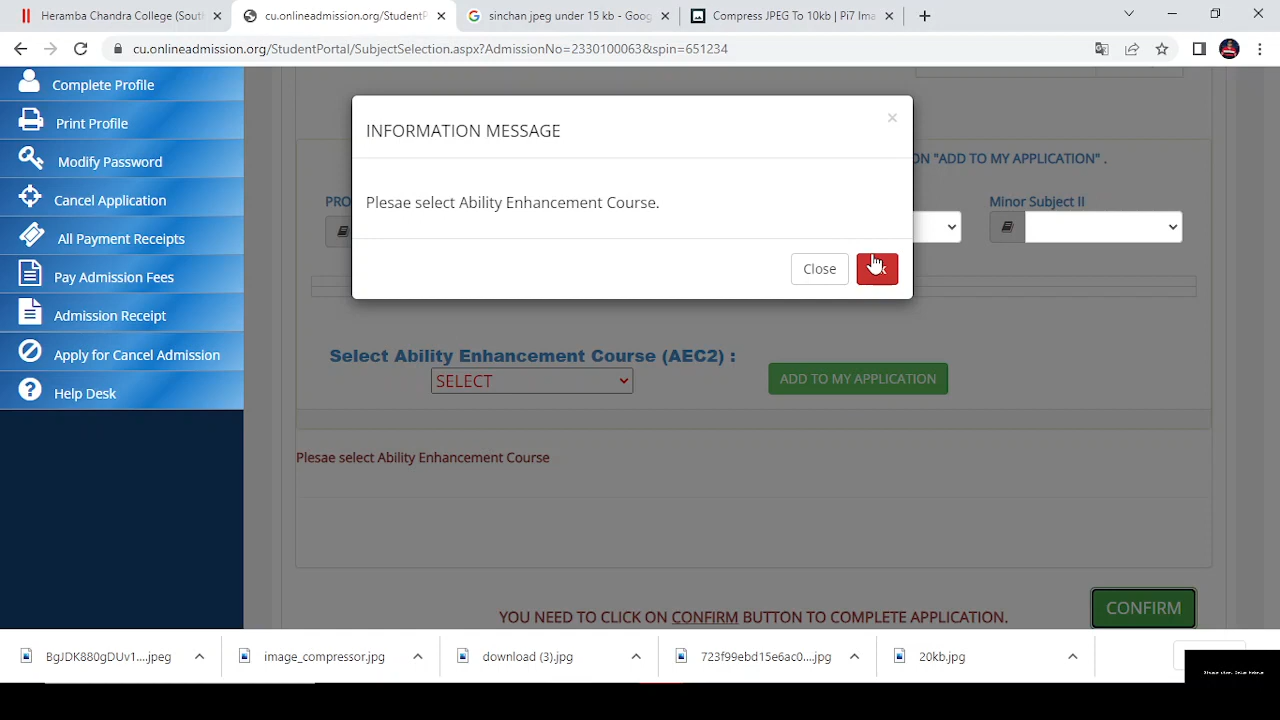 Heramba Chandra College (South
cu.onlineadmission.org/StudentP
sinchan jpeg under 15 kb - Goog
Compress JPEG To 10kb | Pi7 Ima
cu.onlineadmission.org/StudentPortal/SubjectSelection.aspx?AdmissionNo=2330100063&spin=651234
Complete Profile
Print Profile
Modify Password
Cancel Application
All Payment Receipts
Pay Admission Fees
Admission Receipt
Apply for Cancel Admission
Help Desk
INFORMATION MESSAGE
×
Plesae select Ability Enhancement Course.
Close
ON "ADD TO MY APPLICATION" .
PRO
Minor Subject II
Select Ability Enhancement Course (AEC2) :
SELECT
ADD TO MY APPLICATION
Plesae select Ability Enhancement Course
YOU NEED TO CLICK ON CONFIRM BUTTON TO COMPLETE APPLICATION.
CONFIRM
BgJDK880gDUv1....jpeg
image_compressor.jpg
download (3).jpg
723f99ebd15e6ac0....jpg
20kb.jpg